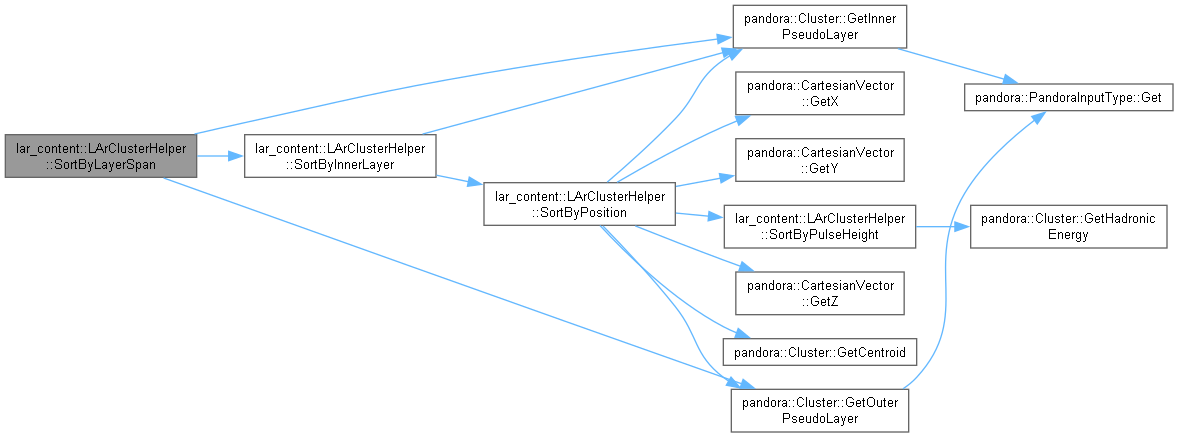 lar_content::LArClusterHelper
::SortByLayerSpan
lar_content::LArClusterHelper
::SortByInnerLayer
lar_content::LArClusterHelper
::SortByPosition
pandora::Cluster::GetInner
PseudoLayer
pandora::CartesianVector
::GetX
pandora::CartesianVector
::GetY
lar_content::LArClusterHelper
::SortByPulseHeight
pandora::CartesianVector
::GetZ
pandora::Cluster::GetCentroid
pandora::Cluster::GetOuter
PseudoLayer
pandora::PandoraInputType::Get
pandora::Cluster::GetHadronic
Energy